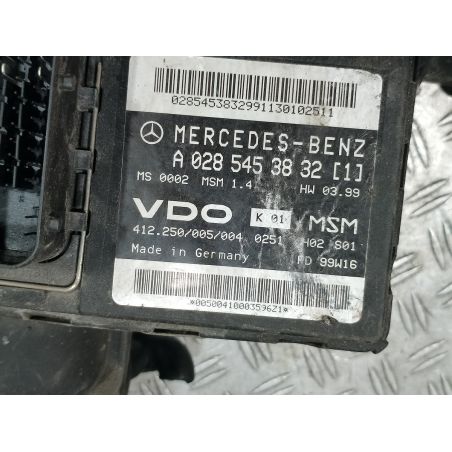 0285453832991130102511
MERCEDES-BENZ
A 028 545 38 32 [1]
MS 0002 MSM 1.4 HW 03.99
VDO K 01 MSM
412.250/005/004 0251 H02 S01
Made in Germany PD 99W16
*00500410003596Z1*